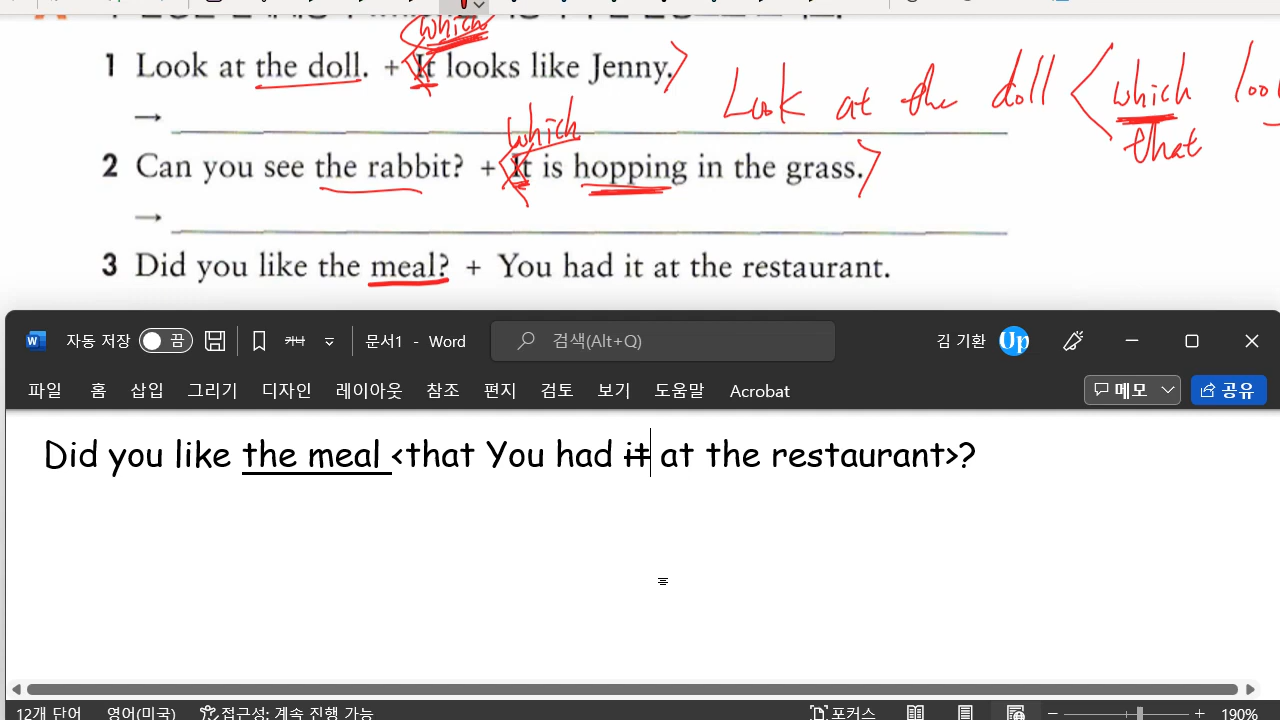 which
1 Look at the doll. + It looks like Jenny.
Look at the doll < which
that
→
which
2 Can you see the rabbit? + It is hopping in the grass.
→
3 Did you like the meal? + You had it at the restaurant.
자동 저장 끔 가나 문서1 - Word 검색(Alt+Q) 김 기환 Up
파일 홈 삽입 그리기 디자인 레이아웃 참조 편지 검토 보기 도움말 Acrobat 메모 공유
Did you like the meal <that You had it at the restaurant>?
12개 단어 영어(미국) 접근성: 계속 진행 가능 포커스 190%